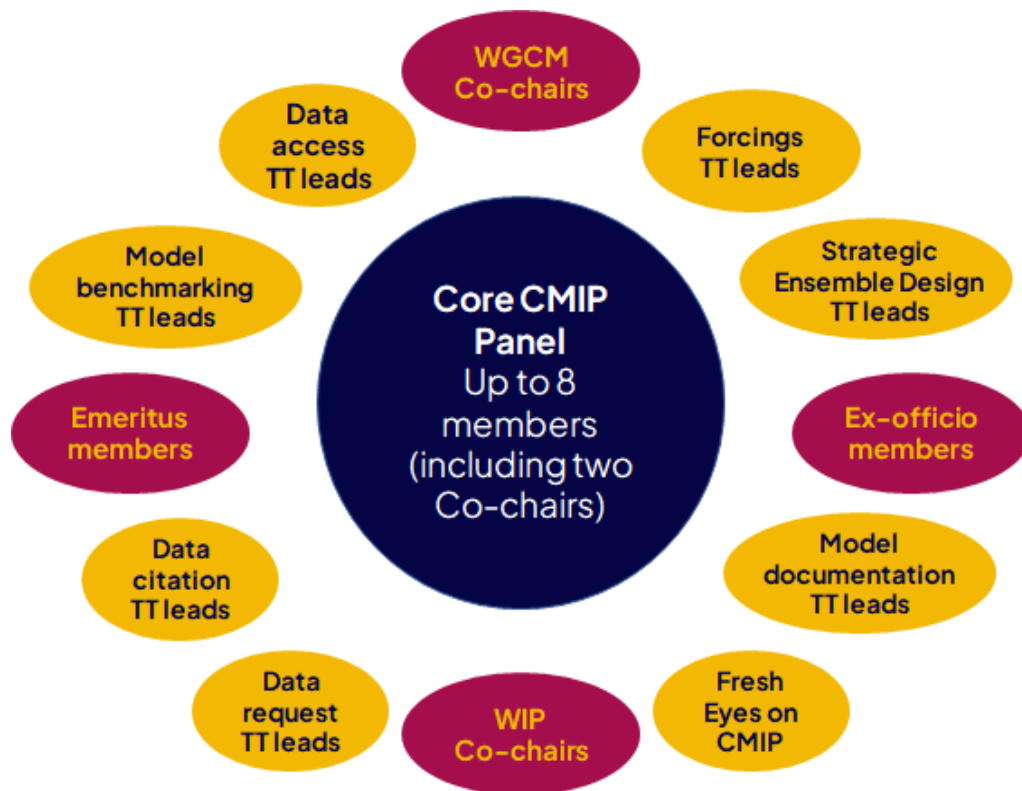 WGCM
Co-chairs
Data
access
TT leads
Forcings
TT leads
Model
benchmarking
TT leads
Strategic
Ensemble Design
TT leads
Core CMIP
Panel
Up to 8
members
(including two
Co-chairs)
Emeritus
members
Ex-officio
members
Data
citation
TT leads
Model
documentation
TT leads
Data
request
TT leads
WIP
Co-chairs
Fresh
Eyes on
CMIP